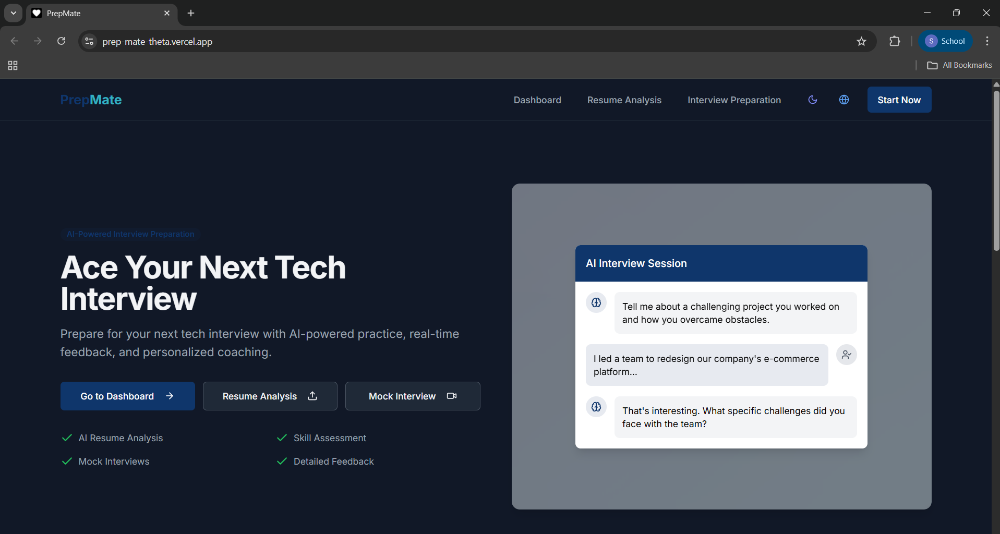 PrepMate
prep-mate-theta.vercel.app
S School
All Bookmarks
PrepMate
Dashboard
Resume Analysis
Interview Preparation
Start Now
AI-Powered Interview Preparation
Ace Your Next Tech
Interview
Prepare for your next tech interview with AI-powered practice, real-time
feedback, and personalized coaching.
Go to Dashboard
Resume Analysis
Mock Interview
AI Resume Analysis
Skill Assessment
Mock Interviews
Detailed Feedback
AI Interview Session
Tell me about a challenging project you worked on
and how you overcame obstacles.
I led a team to redesign our company's e-commerce
platform...
That's interesting. What specific challenges did you
face with the team?